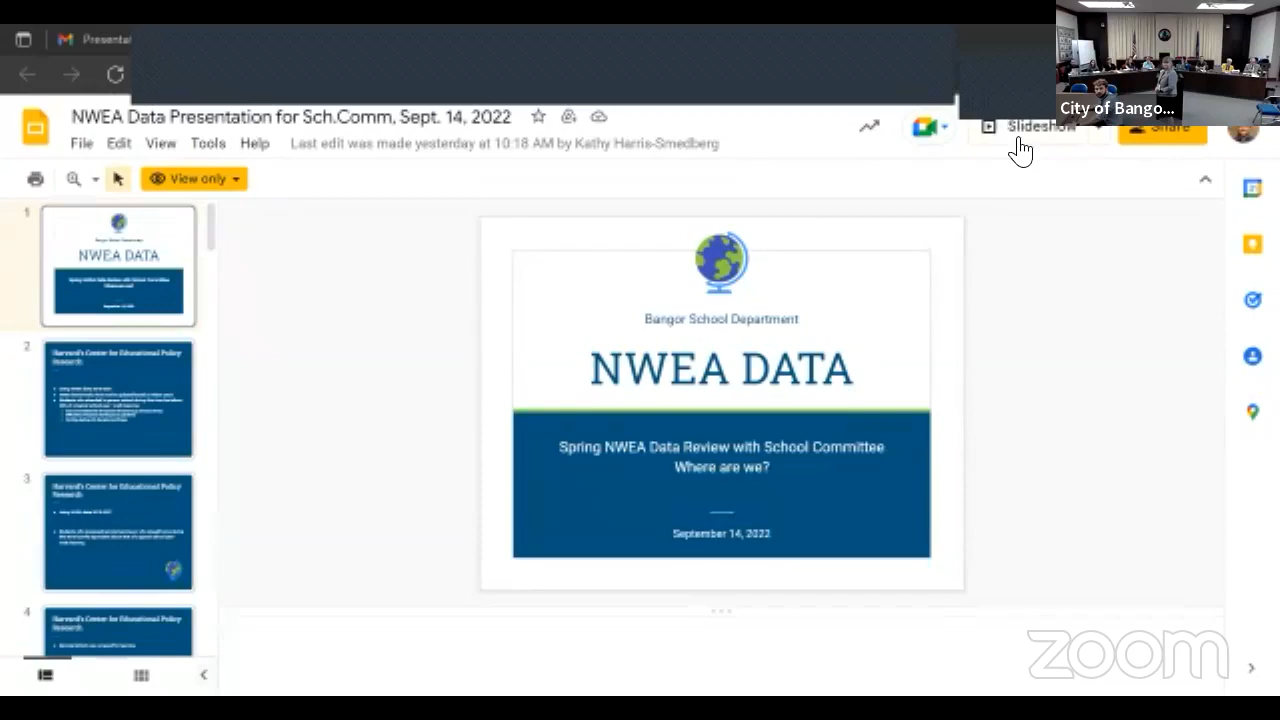 Presenta
City of Bango...
NWEA Data Presentation for Sch.Comm, Sept. 14, 2022
Slideshow
Share
File Edit View Tools Help
Last edit was made yesterday at 10:18 AM by Kathy Harris-Smedberg
View only
1
NWEA DATA
2
Harvard's Center for Educational Policy
Research
3
Harvard's Center for Educational Policy
Research
4
Harvard's Center for Educational Policy
Research
Bangor School Department
NWEA DATA
Spring NWEA Data Review with School Committee
Where are we?
September 14, 2022
zoom